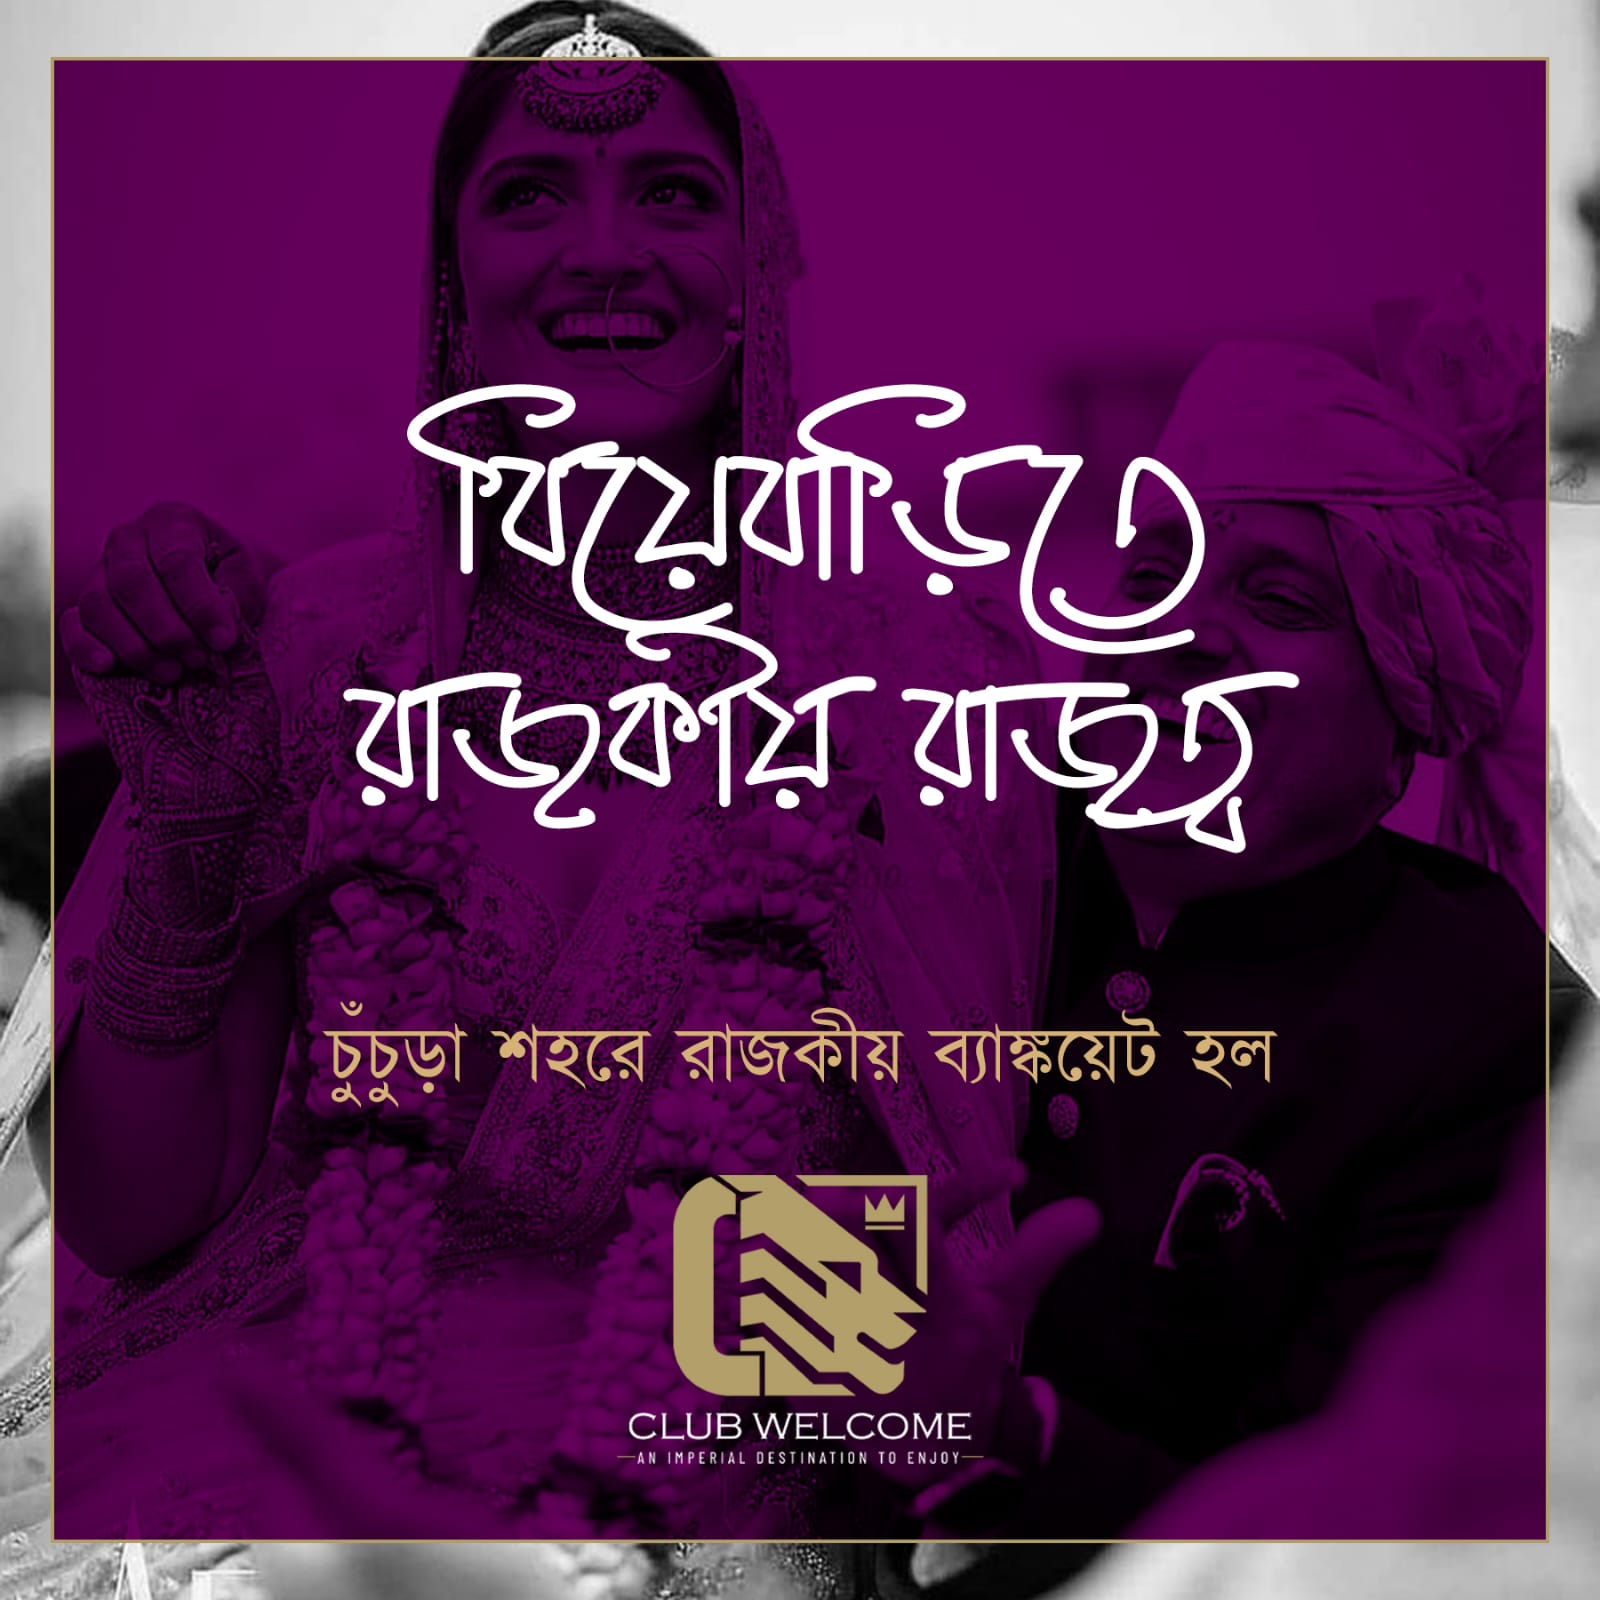 বিয়েবাড়িতে
রাজকীয় রাজত্ব
চুঁচুড়া শহরে রাজকীয় ব্যাঙ্কয়েট হল
CLUB WELCOME
AN IMPERIAL DESTINATION TO ENJOY